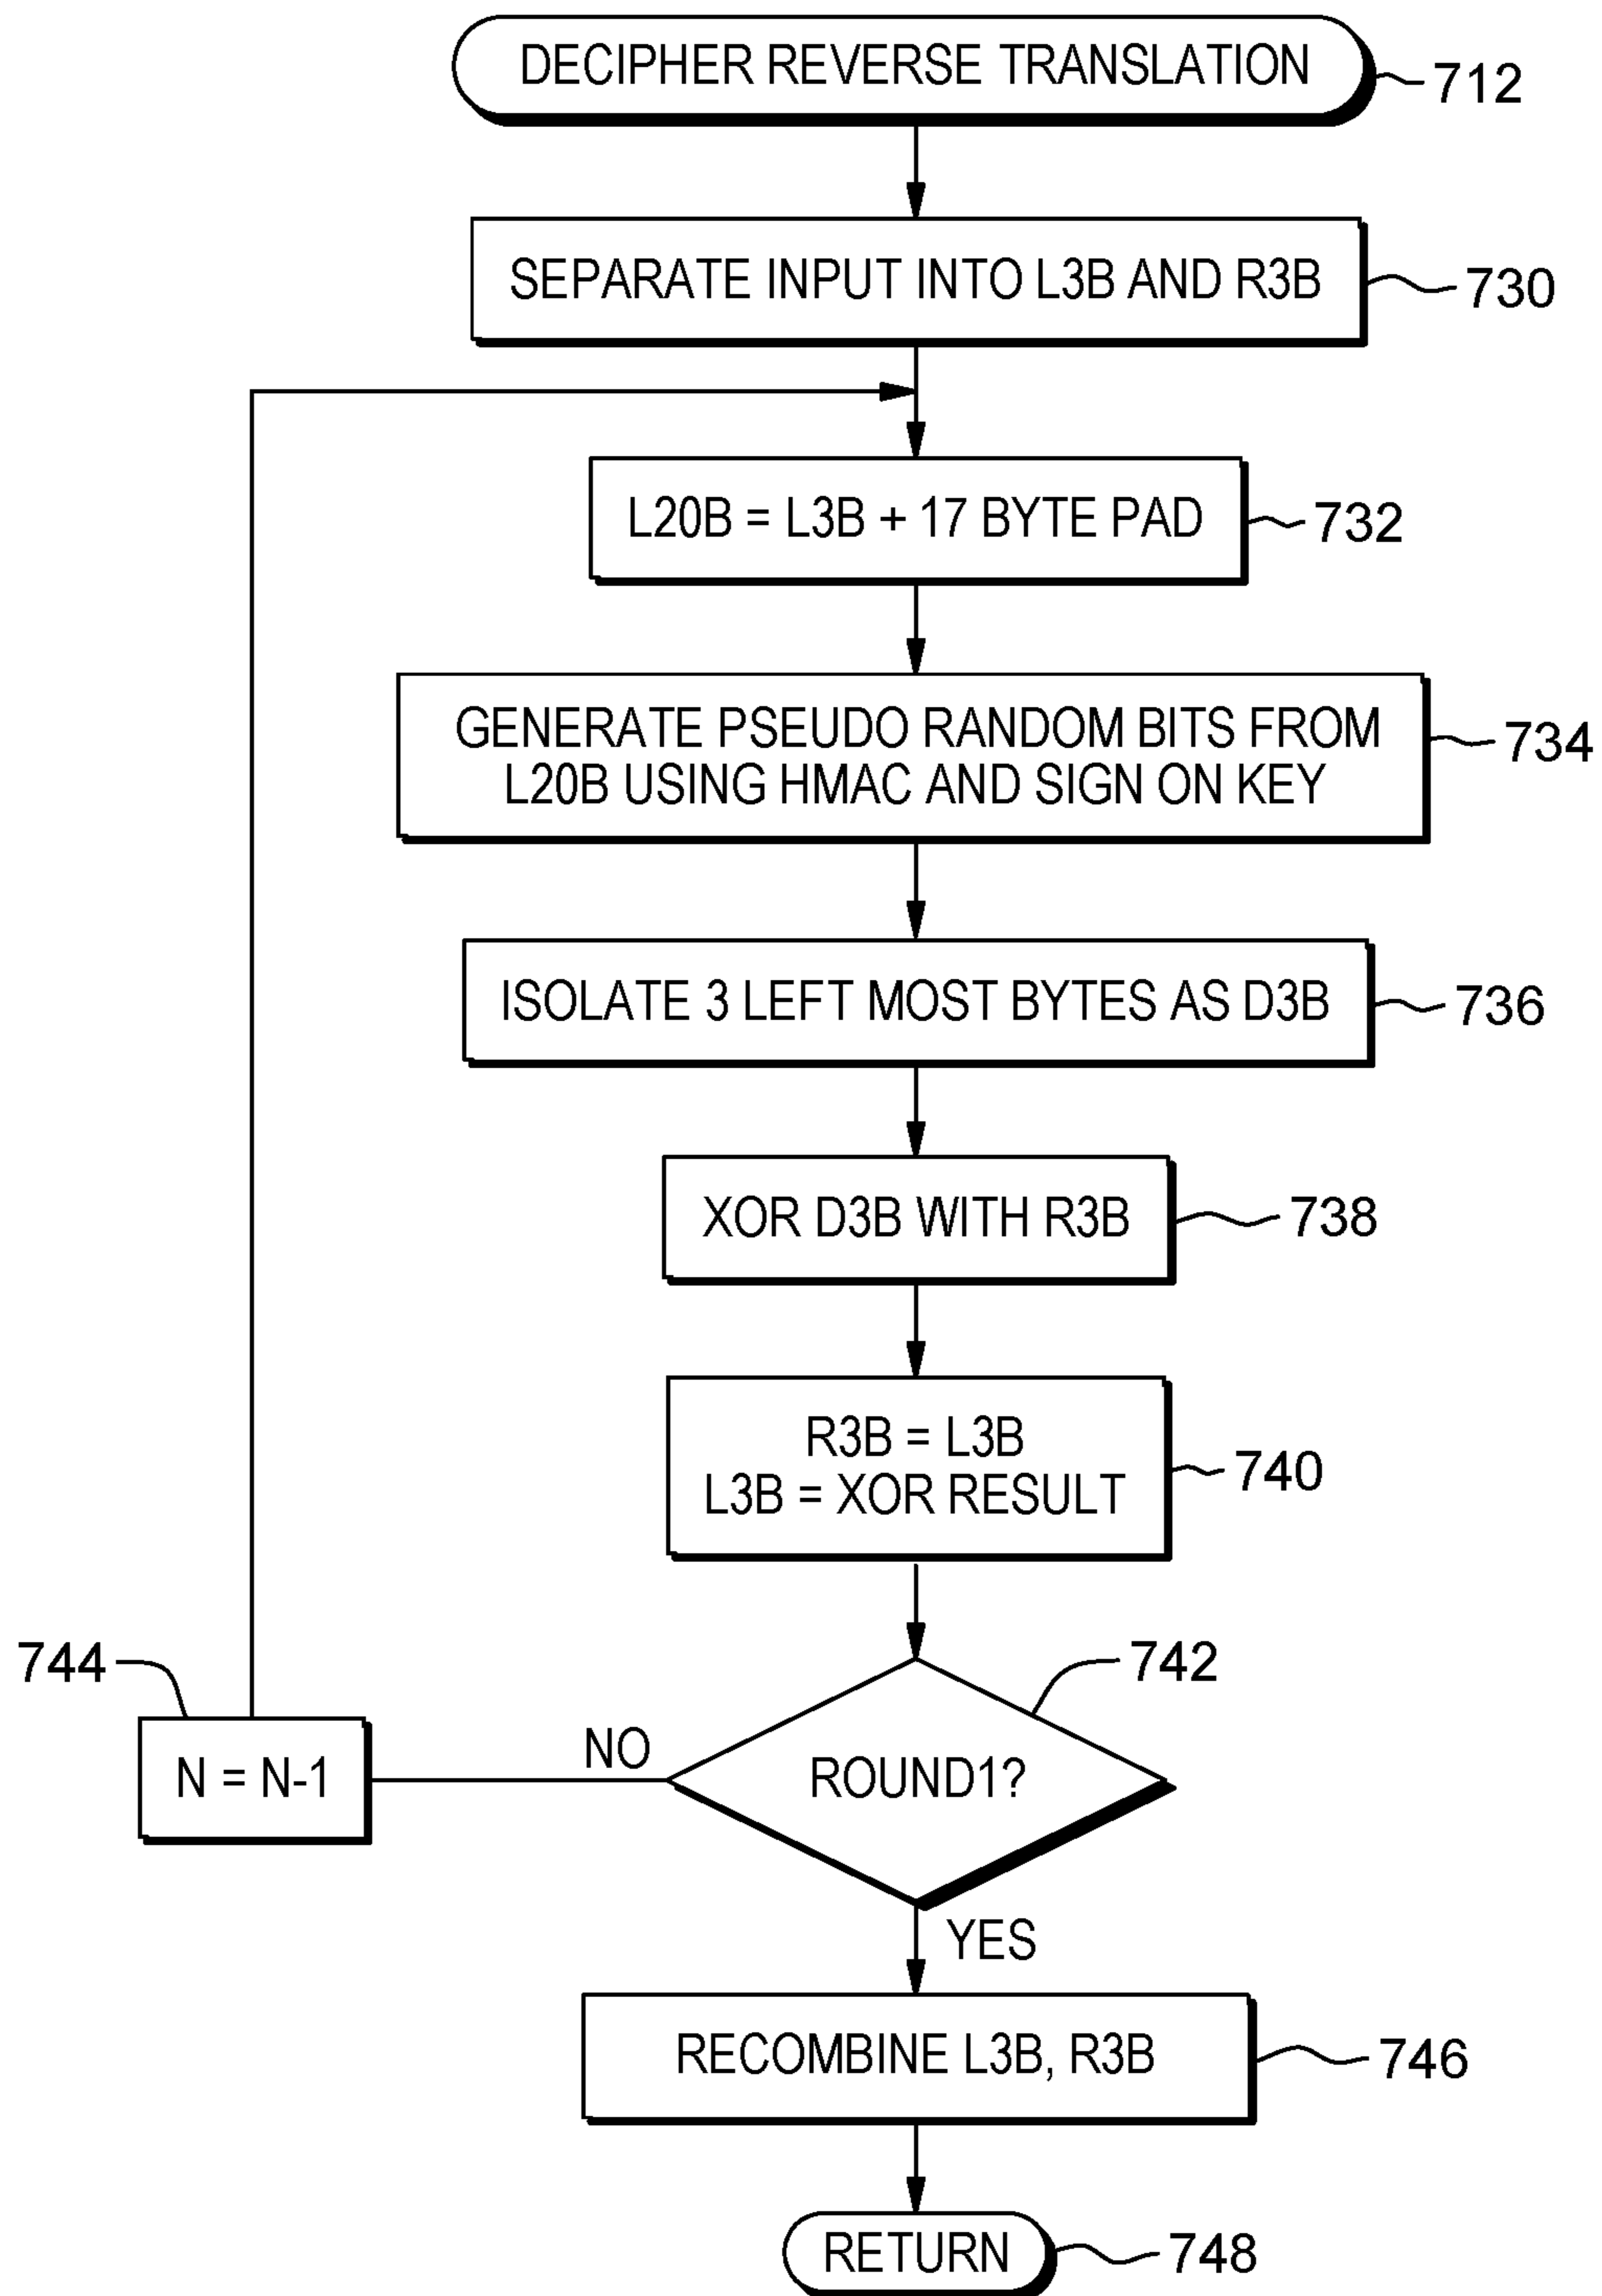 DECIPHER REVERSE TRANSLATION
712
SEPARATE INPUT INTO L3B AND R3B
730
L20B = L3B + 17 BYTE PAD
732
GENERATE PSEUDO RANDOM BITS FROM
L20B USING HMAC AND SIGN ON KEY
734
ISOLATE 3 LEFT MOST BYTES AS D3B
736
XOR D3B WITH R3B
738
R3B = L3B
L3B = XOR RESULT
740
742
744
NO
N = N-1
ROUND1?
YES
RECOMBINE L3B, R3B
746
RETURN
748